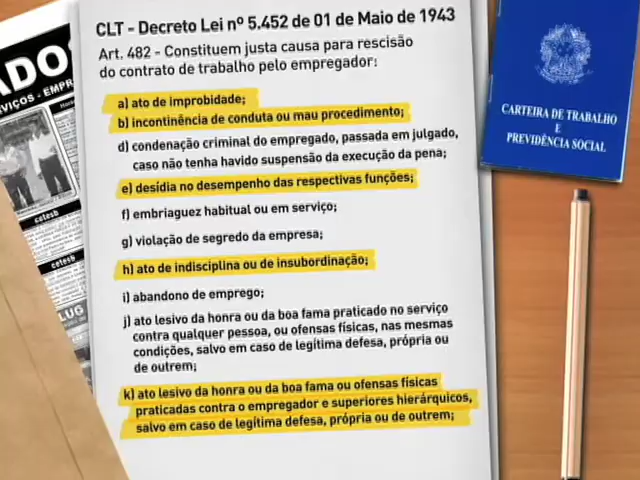 CLT - Decreto Lei nº 5.452 de 01 de Maio de 1943
Art. 482 - Constituem justa causa para rescisão
do contrato de trabalho pelo empregador:
a) ato de improbidade;
b) incontinência de conduta ou mau procedimento;
d) condenação criminal do empregado, passada em julgado,
caso não tenha havido suspensão da execução da pena;
e) desídia no desempenho das respectivas funções;
f) embriaguez habitual ou em serviço;
g) violação de segredo da empresa;
h) ato de indisciplina ou de insubordinação;
i) abandono de emprego;
j) ato lesivo da honra ou da boa fama praticado no serviço
contra qualquer pessoa, ou ofensas físicas, nas mesmas
condições, salvo em caso de legítima defesa, própria ou
de outrem;
k) ato lesivo da honra ou da boa fama ou ofensas físicas
praticadas contra o empregador e superiores hierárquicos,
salvo em caso de legítima defesa, própria ou de outrem;
CARTEIRA DE TRABALHO
E
PREVIDÊNCIA SOCIAL
ADO
VIÇOS - EMPR
cetesb
cetesb
LUG